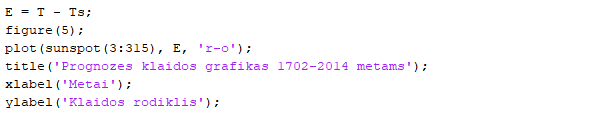 E = T - Ts;
figure(5);
plot(sunspot(3:315), E, 'r-o');
title('Prognozes klaidos grafikas 1702-2014 metams');
xlabel('Metai');
ylabel('Klaidos rodiklis');